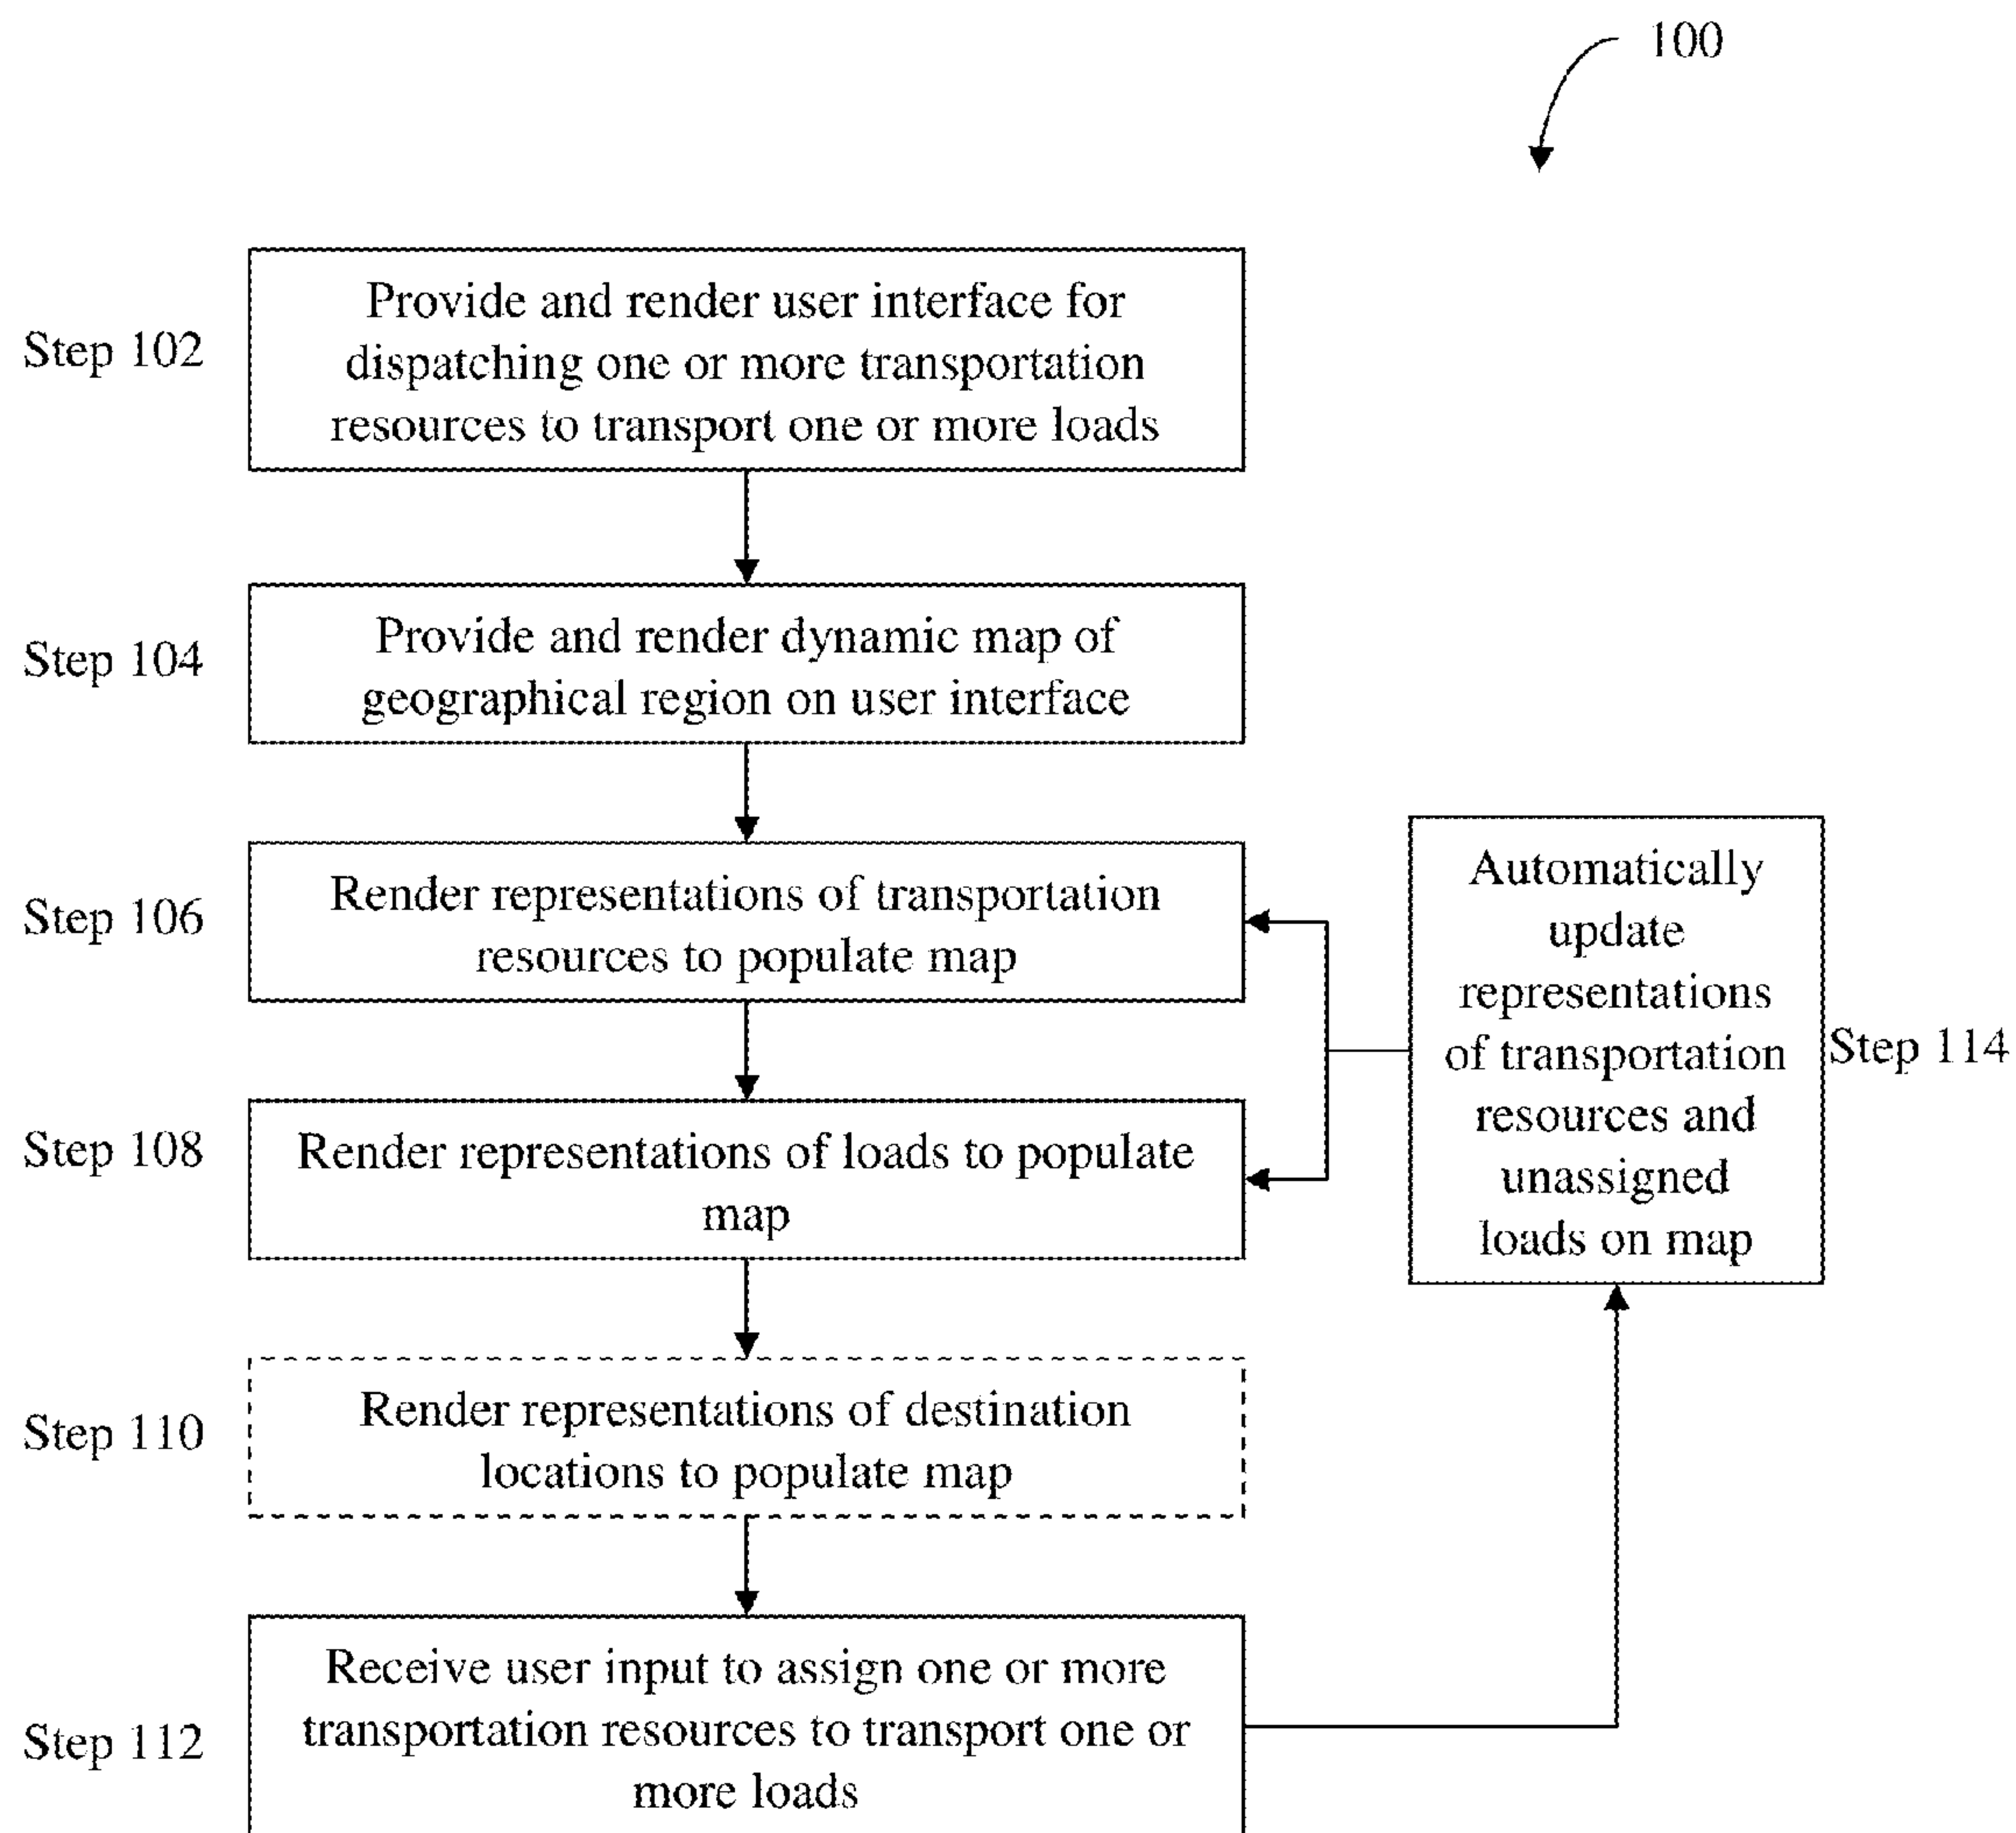 100
Step 102
Provide and render user interface for
dispatching one or more transportation
resources to transport one or more loads
Step 104
Provide and render dynamic map of
geographical region on user interface
Step 106
Render representations of transportation
resources to populate map
Step 108
Render representations of loads to populate
map
Step 110
Render representations of destination
locations to populate map
Step 112
Receive user input to assign one or more
transportation resources to transport one or
more loads
Automatically
update
representations
of transportation
resources and
unassigned
loads on map
Step 114